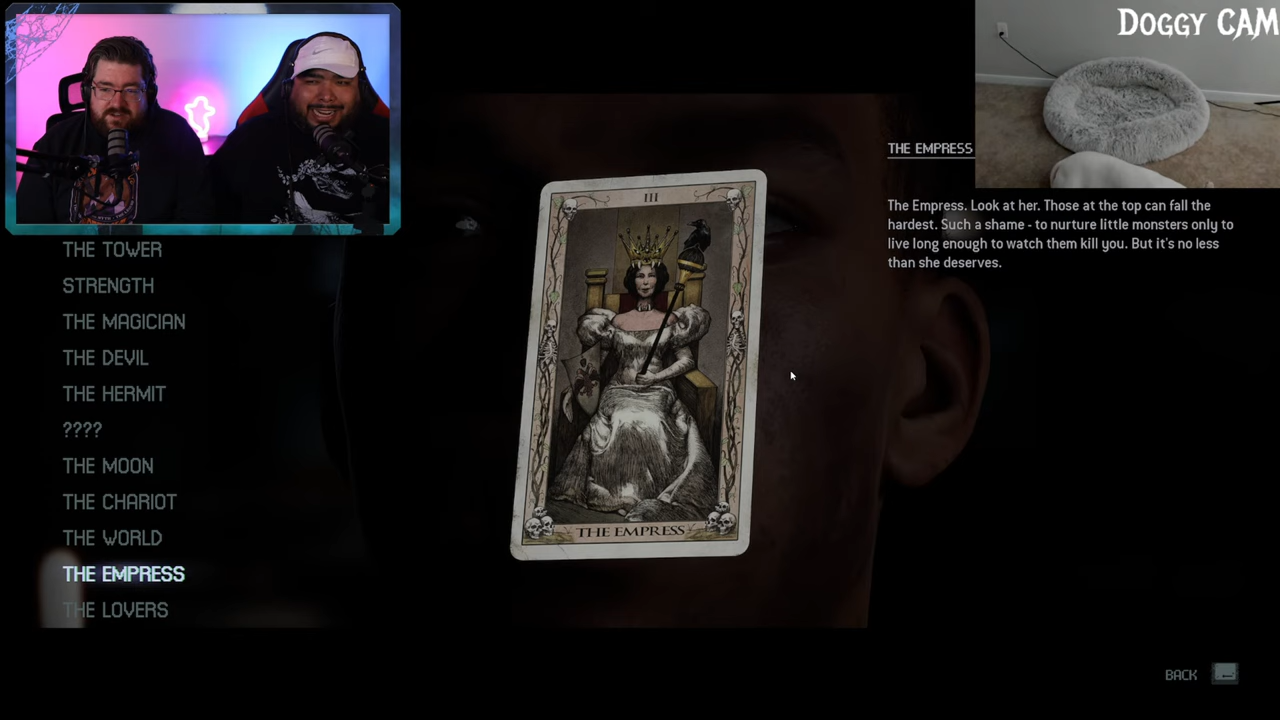 DOGGY CAM
THE TOWER
STRENGTH
THE MAGICIAN
THE DEVIL
THE HERMIT
????
THE MOON
THE CHARIOT
THE WORLD
THE EMPRESS
THE LOVERS
III
THE EMPRESS
THE EMPRESS
The Empress. Look at her. Those at the top can fall the
hardest. Such a shame - to nurture little monsters only to
live long enough to watch them kill you. But it's no less
than she deserves.
BACK